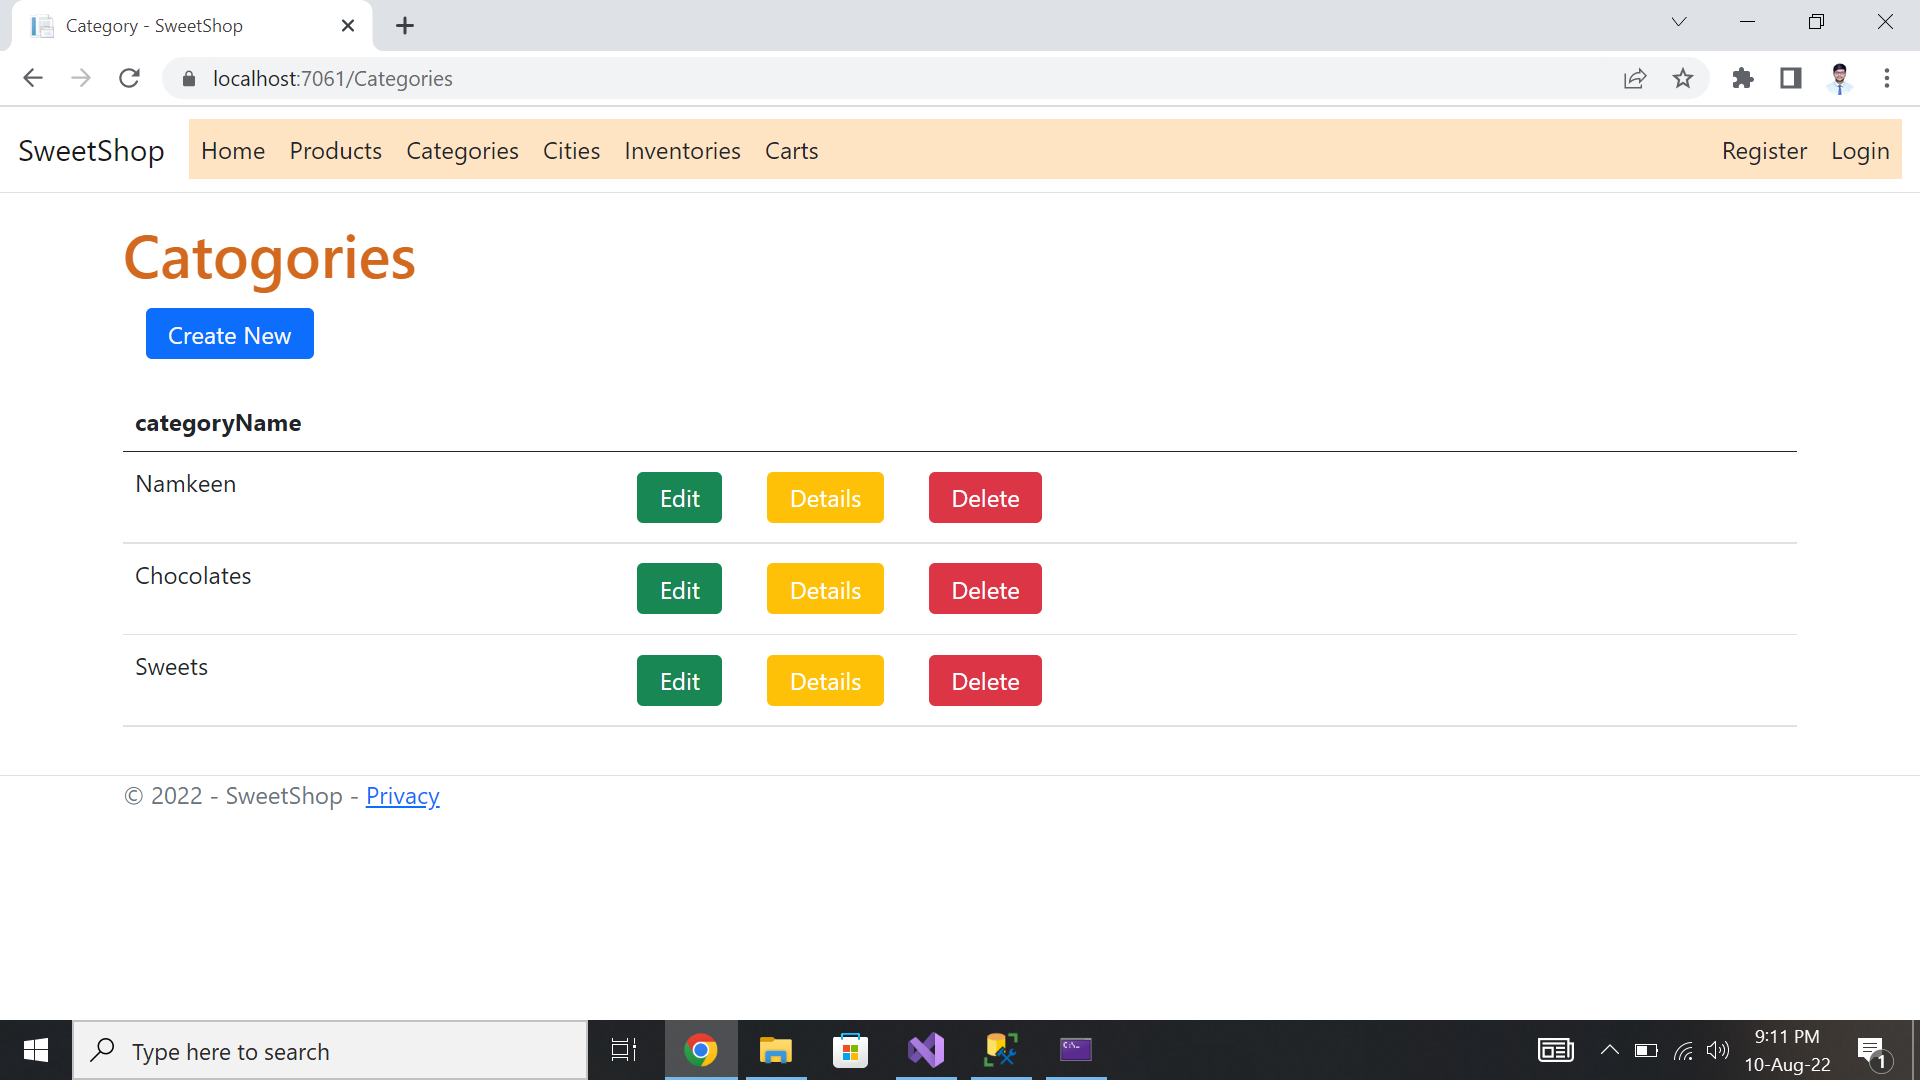 Category - SweetShop
localhost:7061/Categories
SweetShop Home Products Categories Cities Inventories Carts Register Login
Catogories
Create New
categoryName
Namkeen Edit Details Delete
Chocolates Edit Details Delete
Sweets Edit Details Delete
© 2022 - SweetShop - Privacy
Type here to search
9:11 PM
10-Aug-22
1